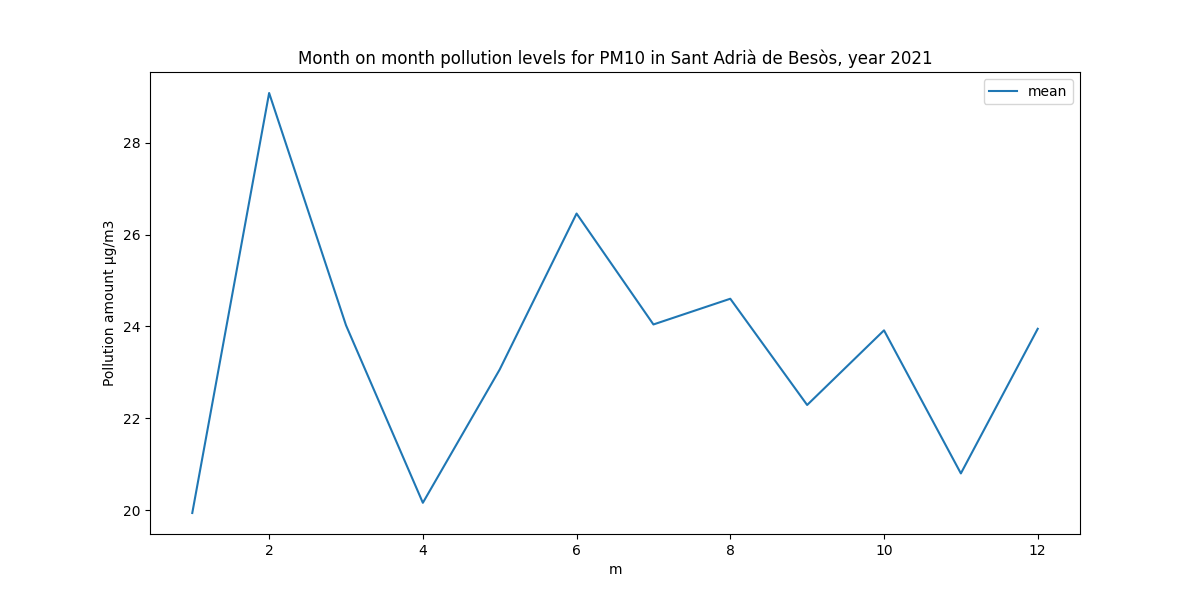 Month on month pollution levels for PM10 in Sant Adrià de Besòs, year 2021
mean
28
26
24
22
20
Pollution amount µg/m3
2 4 6 8 10 12
m